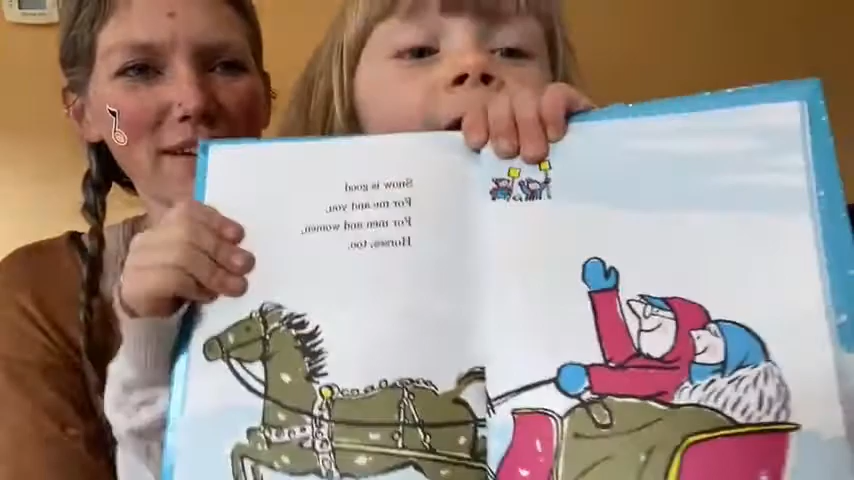 Snow is good
For me and you,
For men and women,
Horses, too.